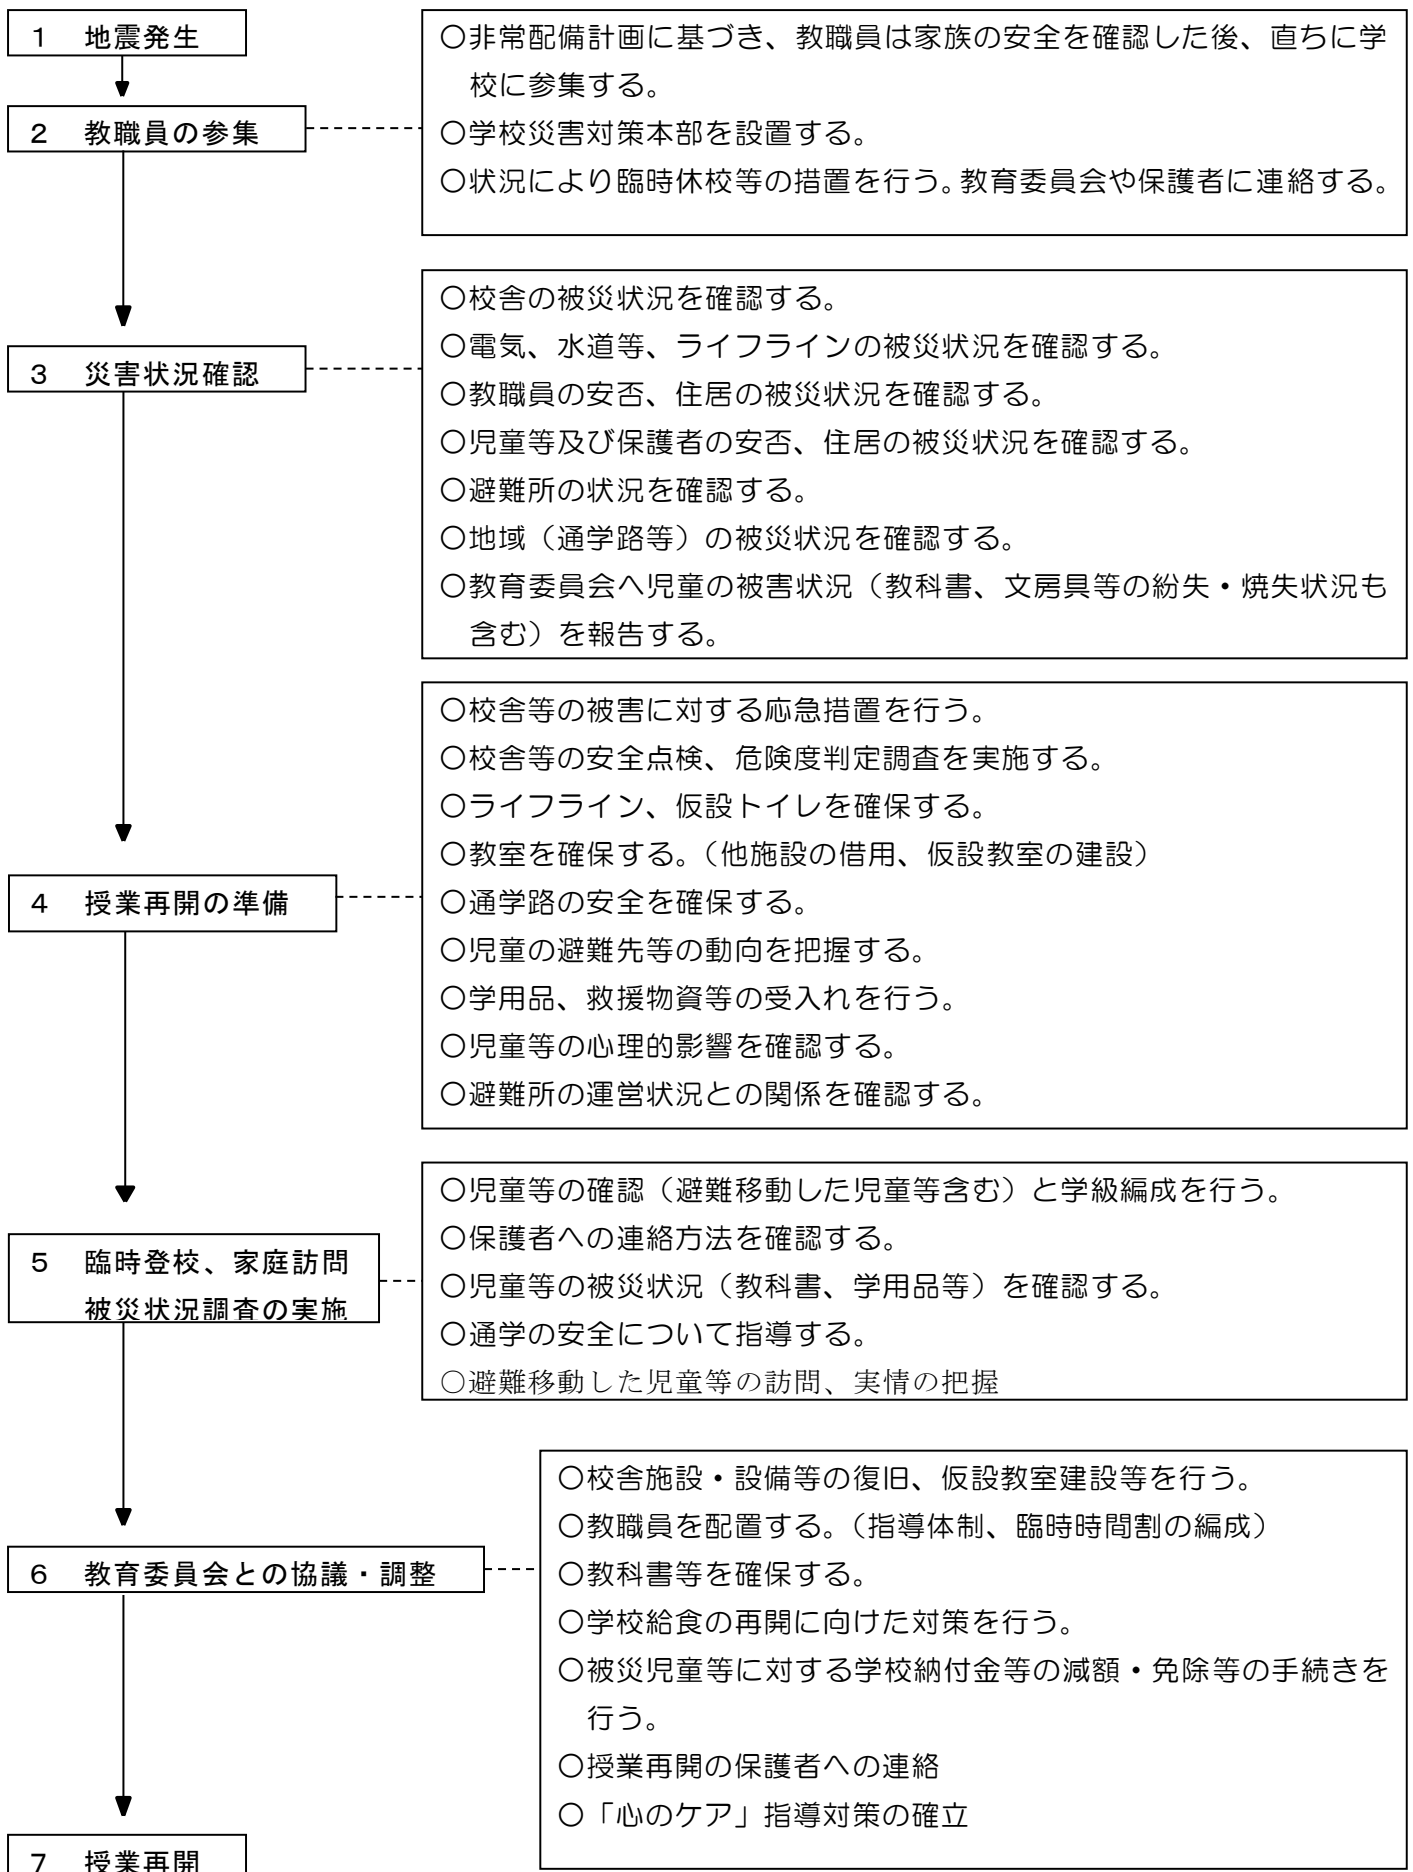 １　地震発生
○非常配備計画に基づき、教職員は家族の安全を確認した後、直ちに学
校に参集する。
２　教職員の参集
○学校災害対策本部を設置する。
○状況により臨時休校等の措置を行う。教育委員会や保護者に連絡する。
○校舎の被災状況を確認する。
○電気、水道等、ライフラインの被災状況を確認する。
３　災害状況確認
○教職員の安否、住居の被災状況を確認する。
○児童等及び保護者の安否、住居の被災状況を確認する。
○避難所の状況を確認する。
○地域（通学路等）の被災状況を確認する。
○教育委員会へ児童の被害状況（教科書、文房具等の紛失・焼失状況も
含む）を報告する。
○校舎等の被害に対する応急措置を行う。
○校舎等の安全点検、危険度判定調査を実施する。
○ライフライン、仮設トイレを確保する。
○教室を確保する。（他施設の借用、仮設教室の建設）
４　授業再開の準備
○通学路の安全を確保する。
○児童の避難先等の動向を把握する。
○学用品、救援物資等の受入れを行う。
○児童等の心理的影響を確認する。
○避難所の運営状況との関係を確認する。
○児童等の確認（避難移動した児童等含む）と学級編成を行う。
○保護者への連絡方法を確認する。
５　臨時登校、家庭訪問
被災状況調査の実施
○児童等の被災状況（教科書、学用品等）を確認する。
○通学の安全について指導する。
○避難移動した児童等の訪問、実情の把握
○校舎施設・設備等の復旧、仮設教室建設等を行う。
○教職員を配置する。（指導体制、臨時時間割の編成）
６　教育委員会との協議・調整
○教科書等を確保する。
○学校給食の再開に向けた対策を行う。
○被災児童等に対する学校納付金等の減額・免除等の手続きを
行う。
○授業再開の保護者への連絡
○「心のケア」指導対策の確立
７　授業再開